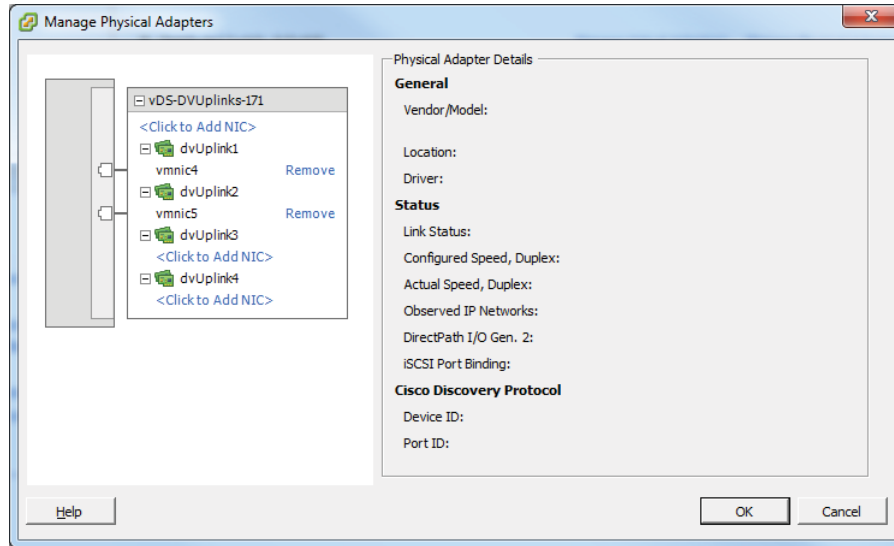 Manage Physical Adapters
vDS-DVUplinks-171
<Click to Add NIC>
dvUplink1
vmnic4 Remove
dvUplink2
vmnic5 Remove
dvUplink3
<Click to Add NIC>
dvUplink4
<Click to Add NIC>
Physical Adapter Details
General
Vendor/Model:
Location:
Driver:
Status
Link Status:
Configured Speed, Duplex:
Actual Speed, Duplex:
Observed IP Networks:
DirectPath I/O Gen. 2:
iSCSI Port Binding:
Cisco Discovery Protocol
Device ID:
Port ID:
Help OK Cancel